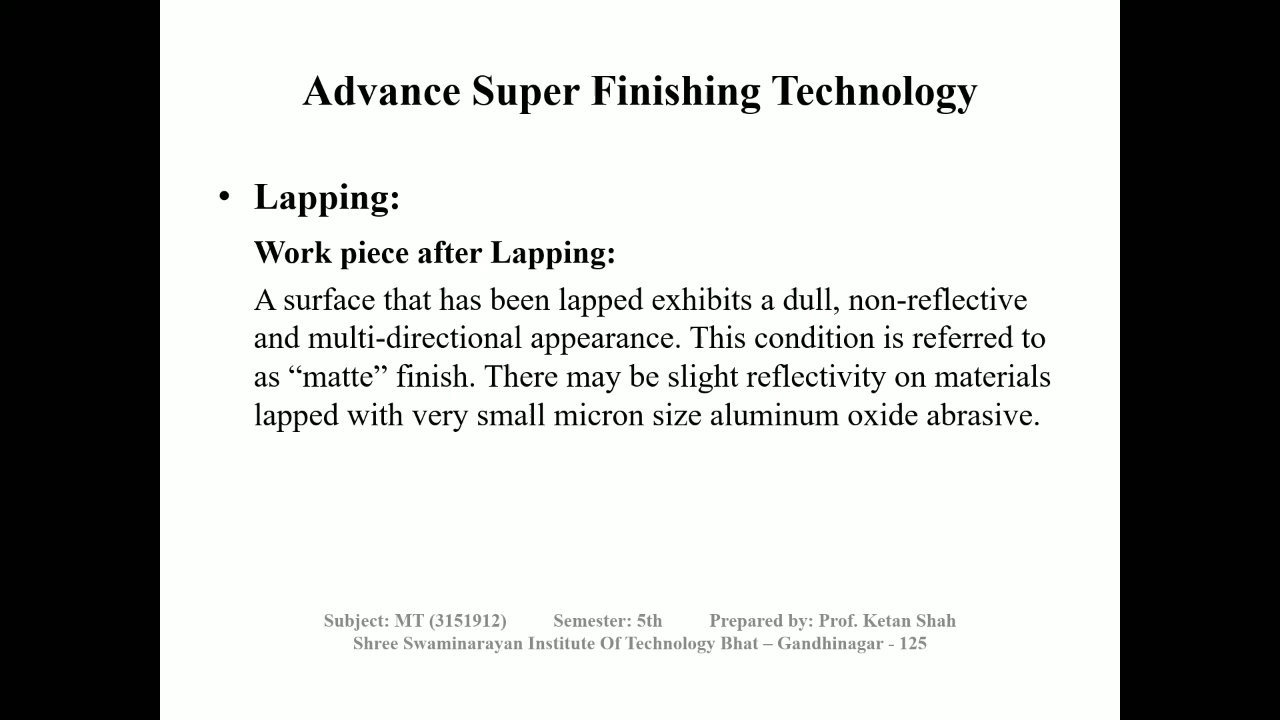 Advance Super Finishing Technology
• Lapping:
Work piece after Lapping:
A surface that has been lapped exhibits a dull, non-reflective
and multi-directional appearance. This condition is referred to
as “matte” finish. There may be slight reflectivity on materials
lapped with very small micron size aluminum oxide abrasive.
Subject: MT (3151912) Semester: 5th Prepared by: Prof. Ketan Shah
Shree Swaminarayan Institute Of Technology Bhat – Gandhinagar - 125